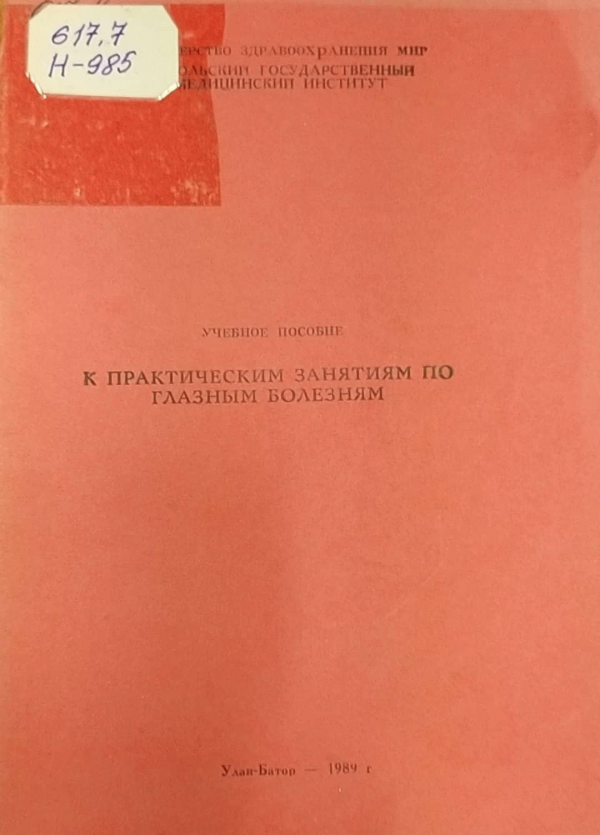 617,7
Н-985
ЕРСТВО ЗДРАВООХРАНЕНИЯ МНР
ОЛЬСКИЙ ГОСУДАРСТВЕННЫЙ
МЕДИЦИНСКИЙ ИНСТИТУТ
УЧЕБНОЕ ПОСОБИЕ
К ПРАКТИЧЕСКИМ ЗАНЯТИЯМ ПО
ГЛАЗНЫМ БОЛЕЗНЯМ
Улан-Батор — 1989 г